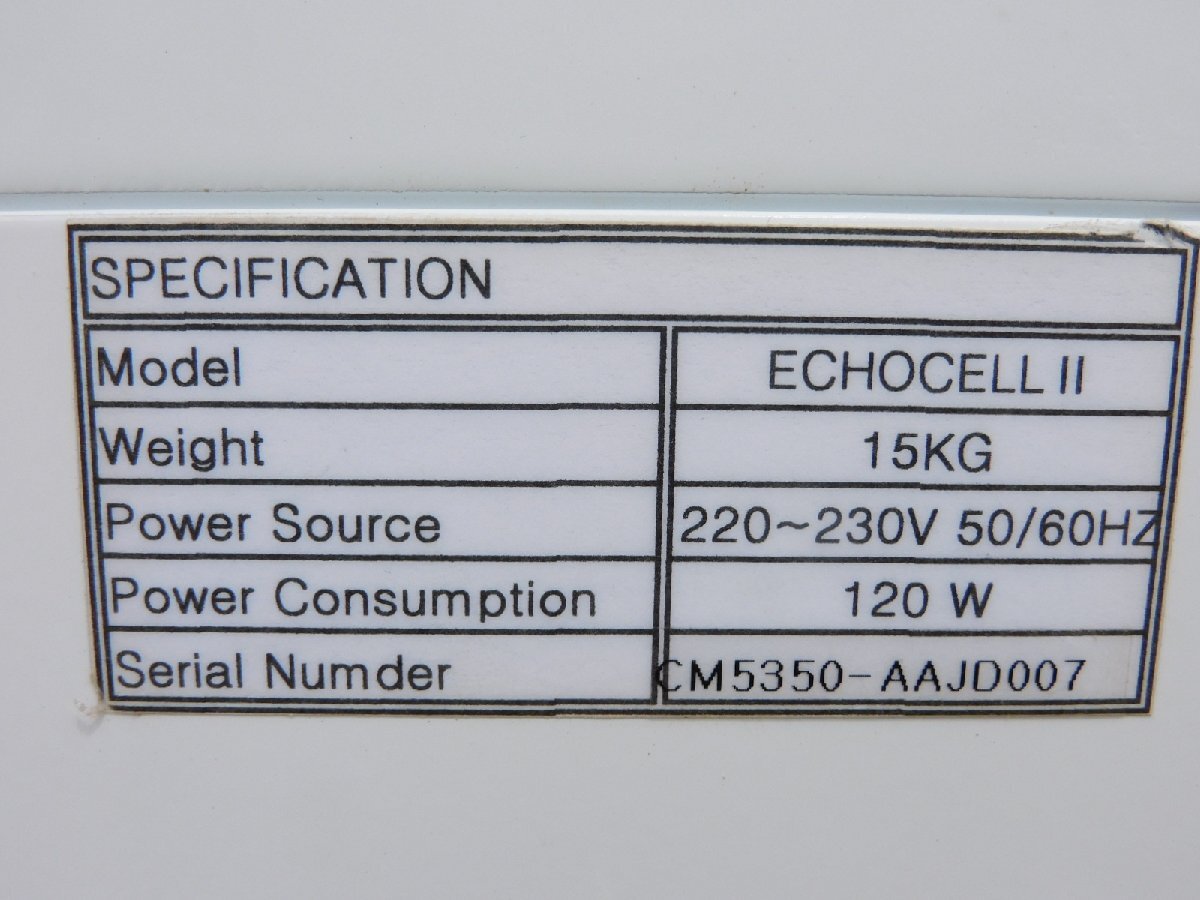 SPECIFICATION
Model ECHOCELL II
Weight 15KG
Power Source 220~230V 50/60HZ
Power Consumption 120 W
Serial Numder CM5350-AAJD007